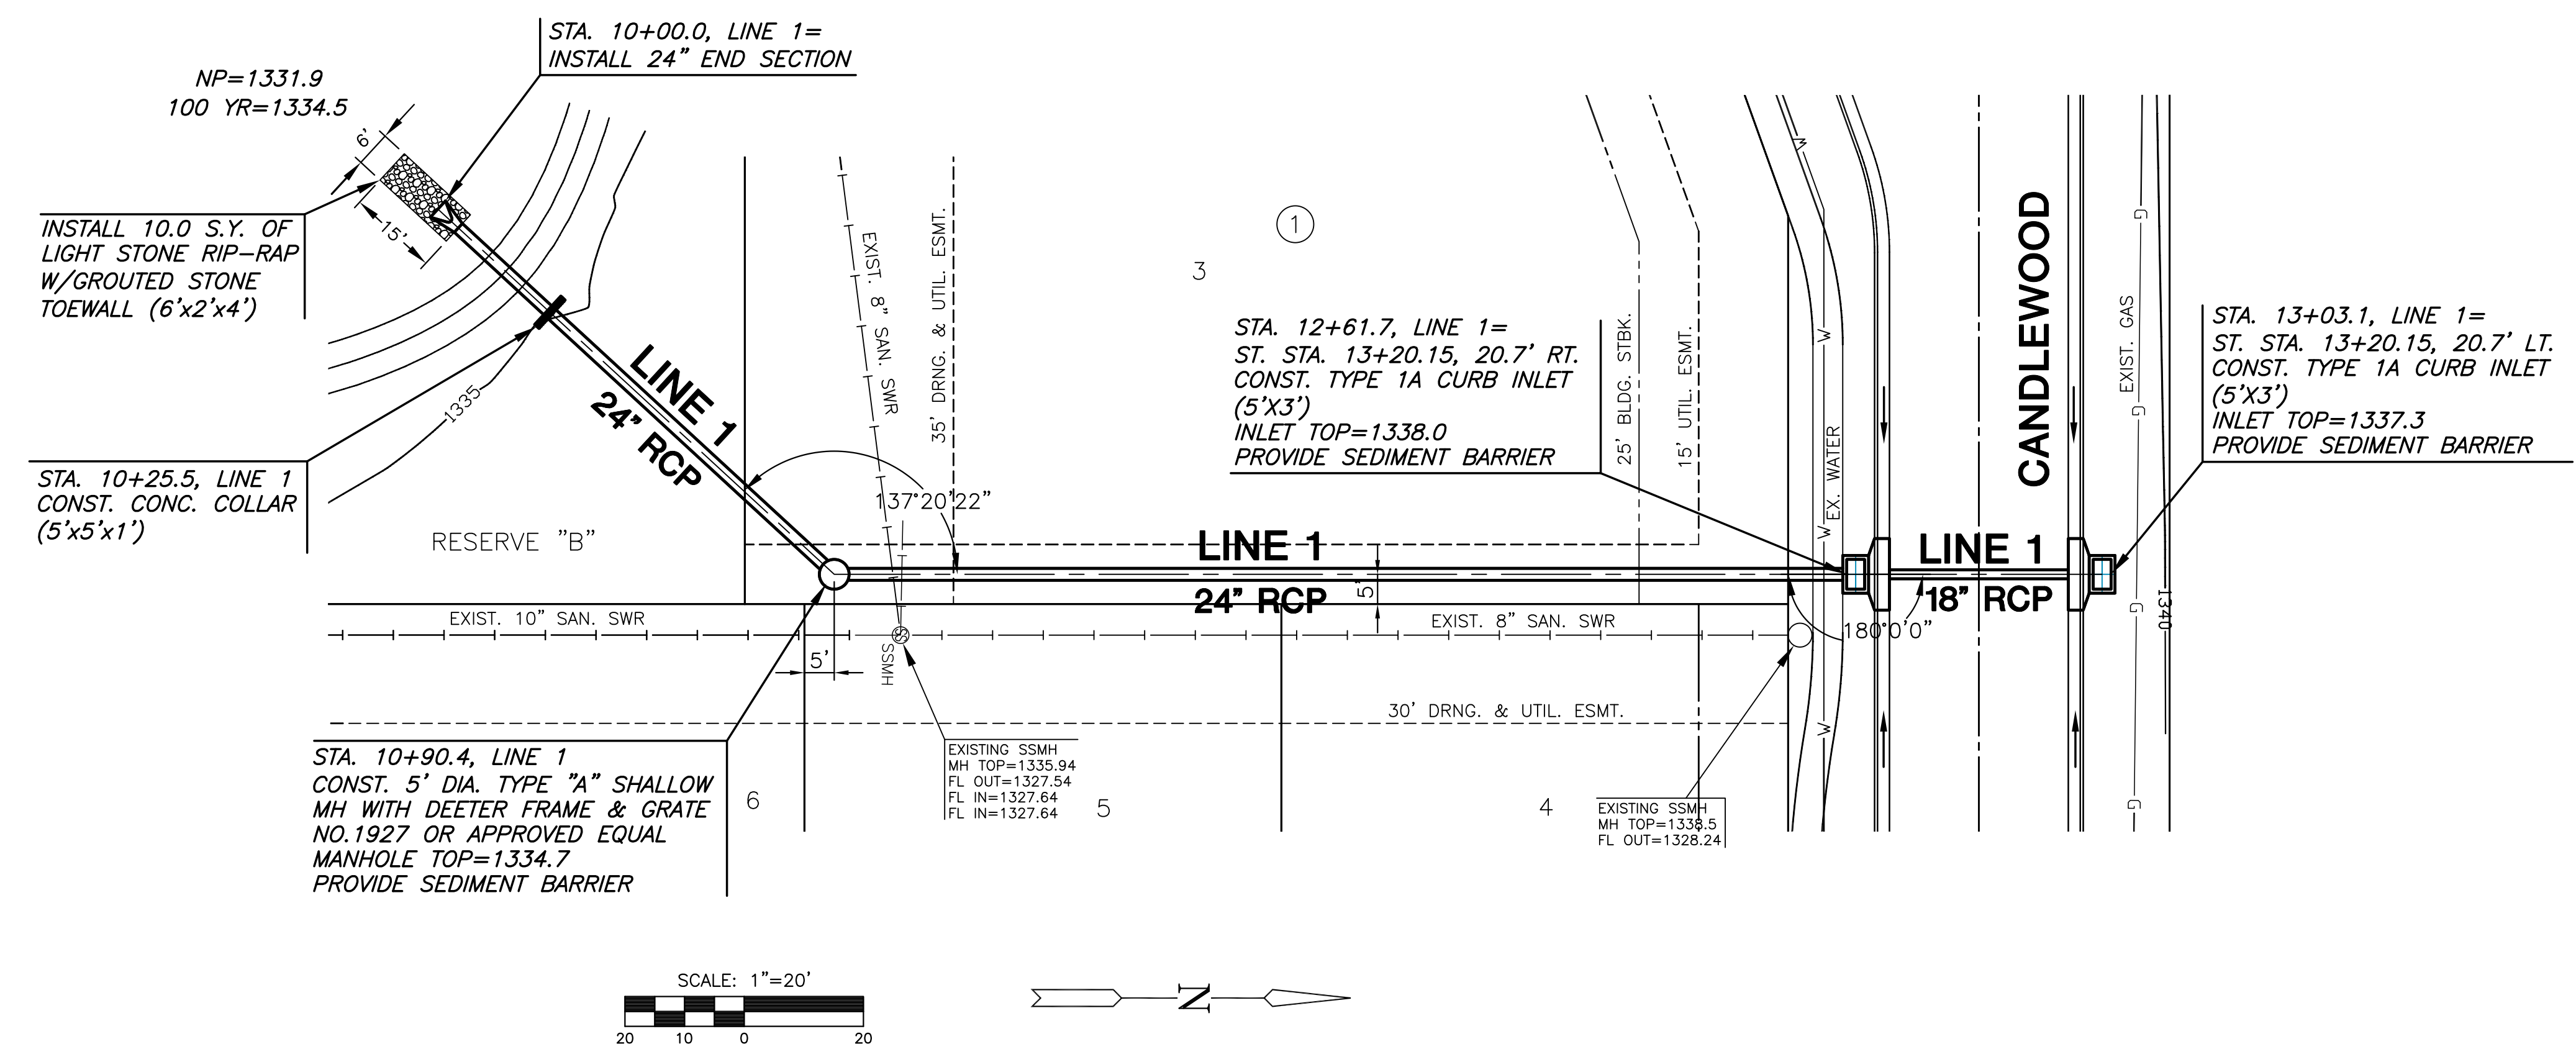 STA. 10+00.0, LINE 1=
INSTALL 24" END SECTION
NP=1331.9
100 YR=1334.5
6'
15'
INSTALL 10.0 S.Y. OF
LIGHT STONE RIP-RAP
W/GROUTED STONE
TOEWALL (6'x2'x4')
STA. 10+25.5, LINE 1
CONST. CONC. COLLAR
(5'x5'x1')
1335
LINE 1
24" RCP
RESERVE "B"
EXIST. 8" SAN. SWR
35' DRNG. & UTIL. ESMT.
137°20'22"
1
3
STA. 12+61.7, LINE 1=
ST. STA. 13+20.15, 20.7' RT.
CONST. TYPE 1A CURB INLET
(5'X3')
INLET TOP=1338.0
PROVIDE SEDIMENT BARRIER
25' BLDG. STBK.
15' UTIL. ESMT.
W
W
EX. WATER
W
W
CANDLEWOOD
G
EXIST. GAS
G
G
G
STA. 13+03.1, LINE 1=
ST. STA. 13+20.15, 20.7' LT.
CONST. TYPE 1A CURB INLET
(5'X3')
INLET TOP=1337.3
PROVIDE SEDIMENT BARRIER
LINE 1
24" RCP
5'
LINE 1
18" RCP
180°0'0"
1340
EXIST. 10" SAN. SWR
SS
SSMH
EXIST. 8" SAN. SWR
5'
30' DRNG. & UTIL. ESMT.
STA. 10+90.4, LINE 1
CONST. 5' DIA. TYPE "A" SHALLOW
MH WITH DEETER FRAME & GRATE
NO.1927 OR APPROVED EQUAL
MANHOLE TOP=1334.7
PROVIDE SEDIMENT BARRIER
6
EXISTING SSMH
MH TOP=1335.94
FL OUT=1327.54
FL IN=1327.64
FL IN=1327.64
5
4
EXISTING SSMH
MH TOP=1338.5
FL OUT=1328.24
SCALE: 1"=20'
20 10 0 20
N